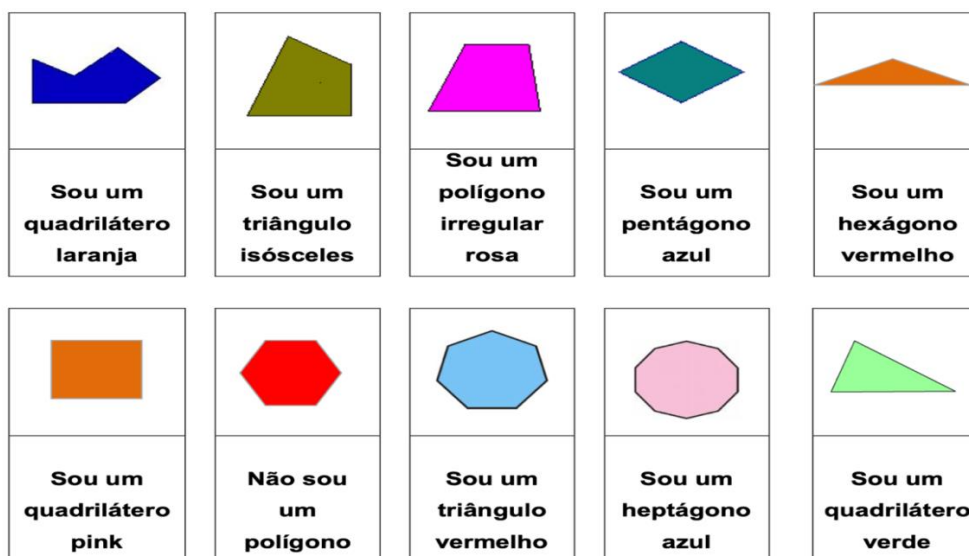 Sou um
quadrilátero
laranja
Sou um
triângulo
isósceles
Sou um
polígono
irregular
rosa
Sou um
pentágono
azul
Sou um
hexágono
vermelho
Sou um
quadrilátero
pink
Não sou
um
polígono
Sou um
triângulo
vermelho
Sou um
heptágono
azul
Sou um
quadrilátero
verde